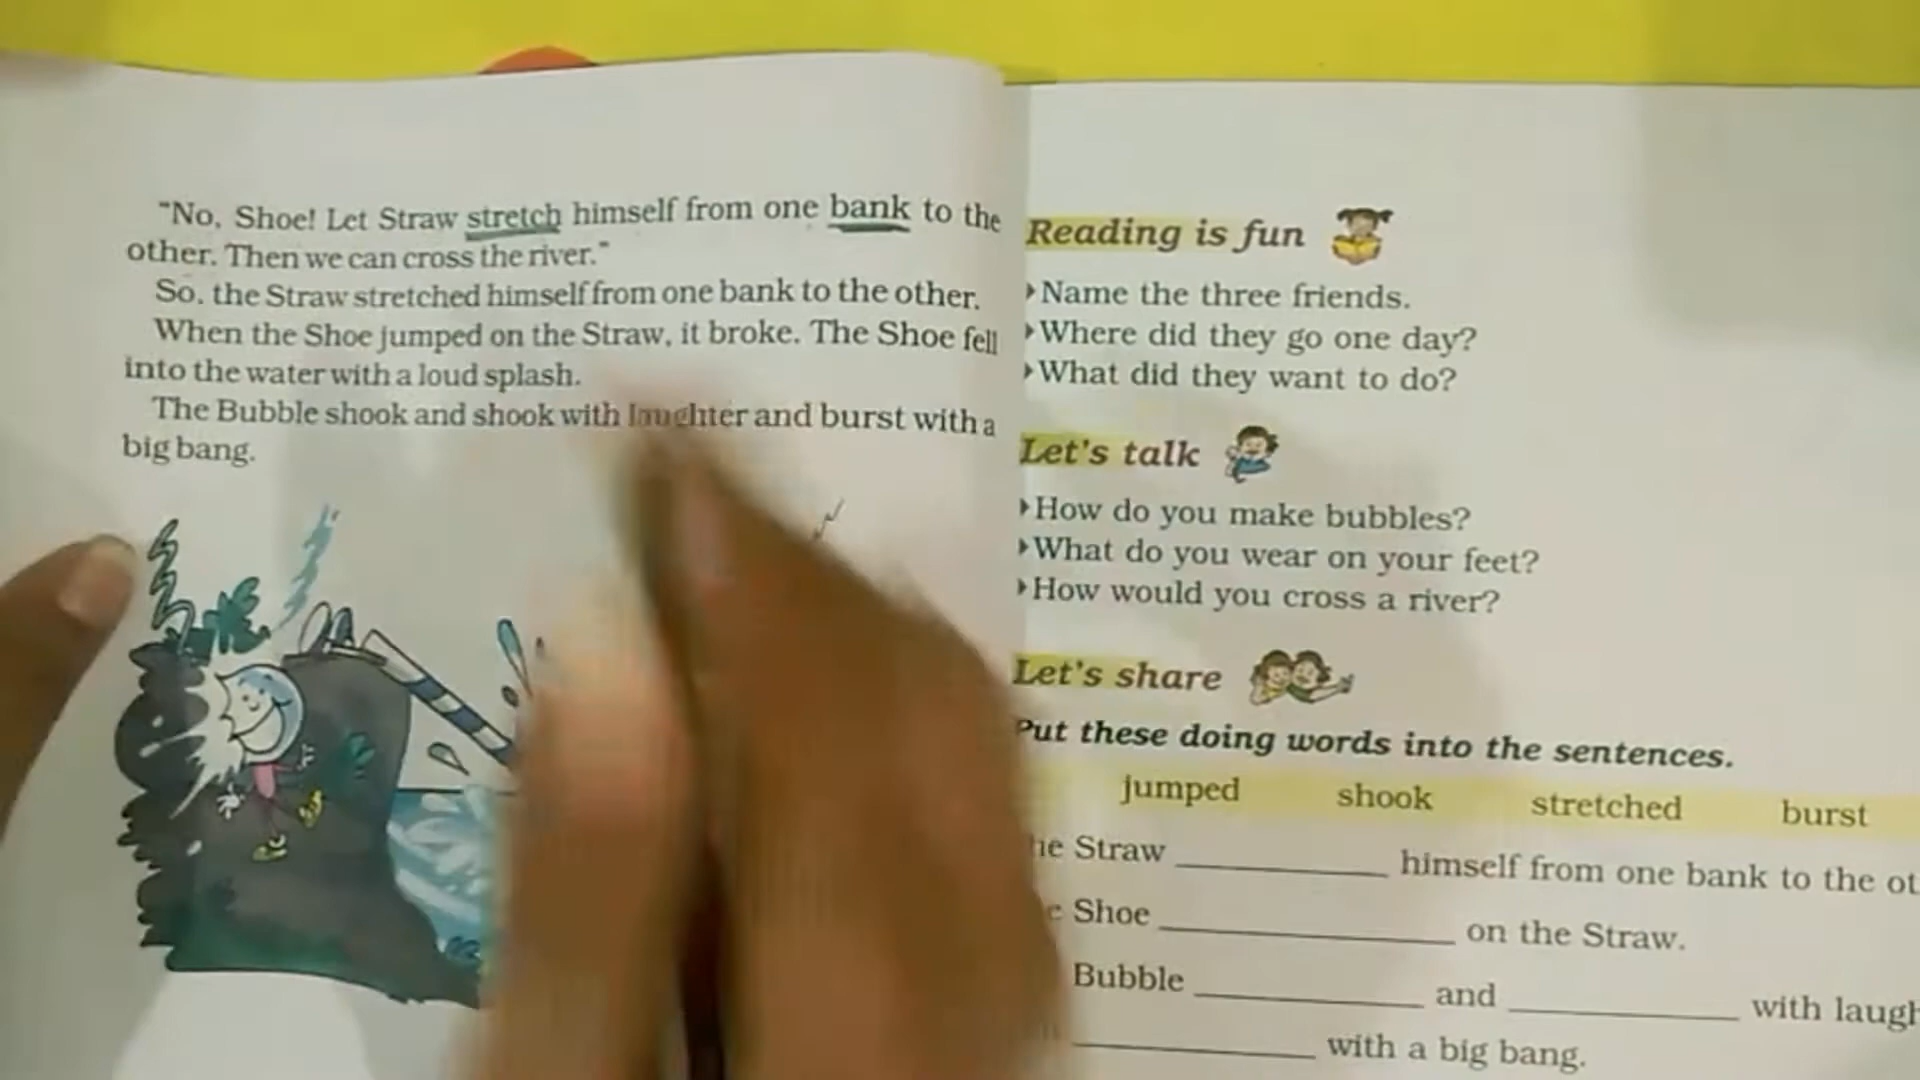 "No, Shoe! Let Straw stretch himself from one bank to the
other. Then we can cross the river."
So, the Straw stretched himself from one bank to the other.
When the Shoe jumped on the Straw, it broke. The Shoe fell
into the water with a loud splash.
The Bubble shook and shook with laughter and burst with a
big bang.
Reading is fun
Name the three friends.
Where did they go one day?
What did they want to do?
Let's talk
How do you make bubbles?
What do you wear on your feet?
How would you cross a river?
Let's share
Put these doing words into the sentences.
jumped shook stretched burst
Straw ____________ himself from one bank to the
Shoe ____________ on the Straw.
Bubble ____________ and ____________ with
____________ with a big bang.